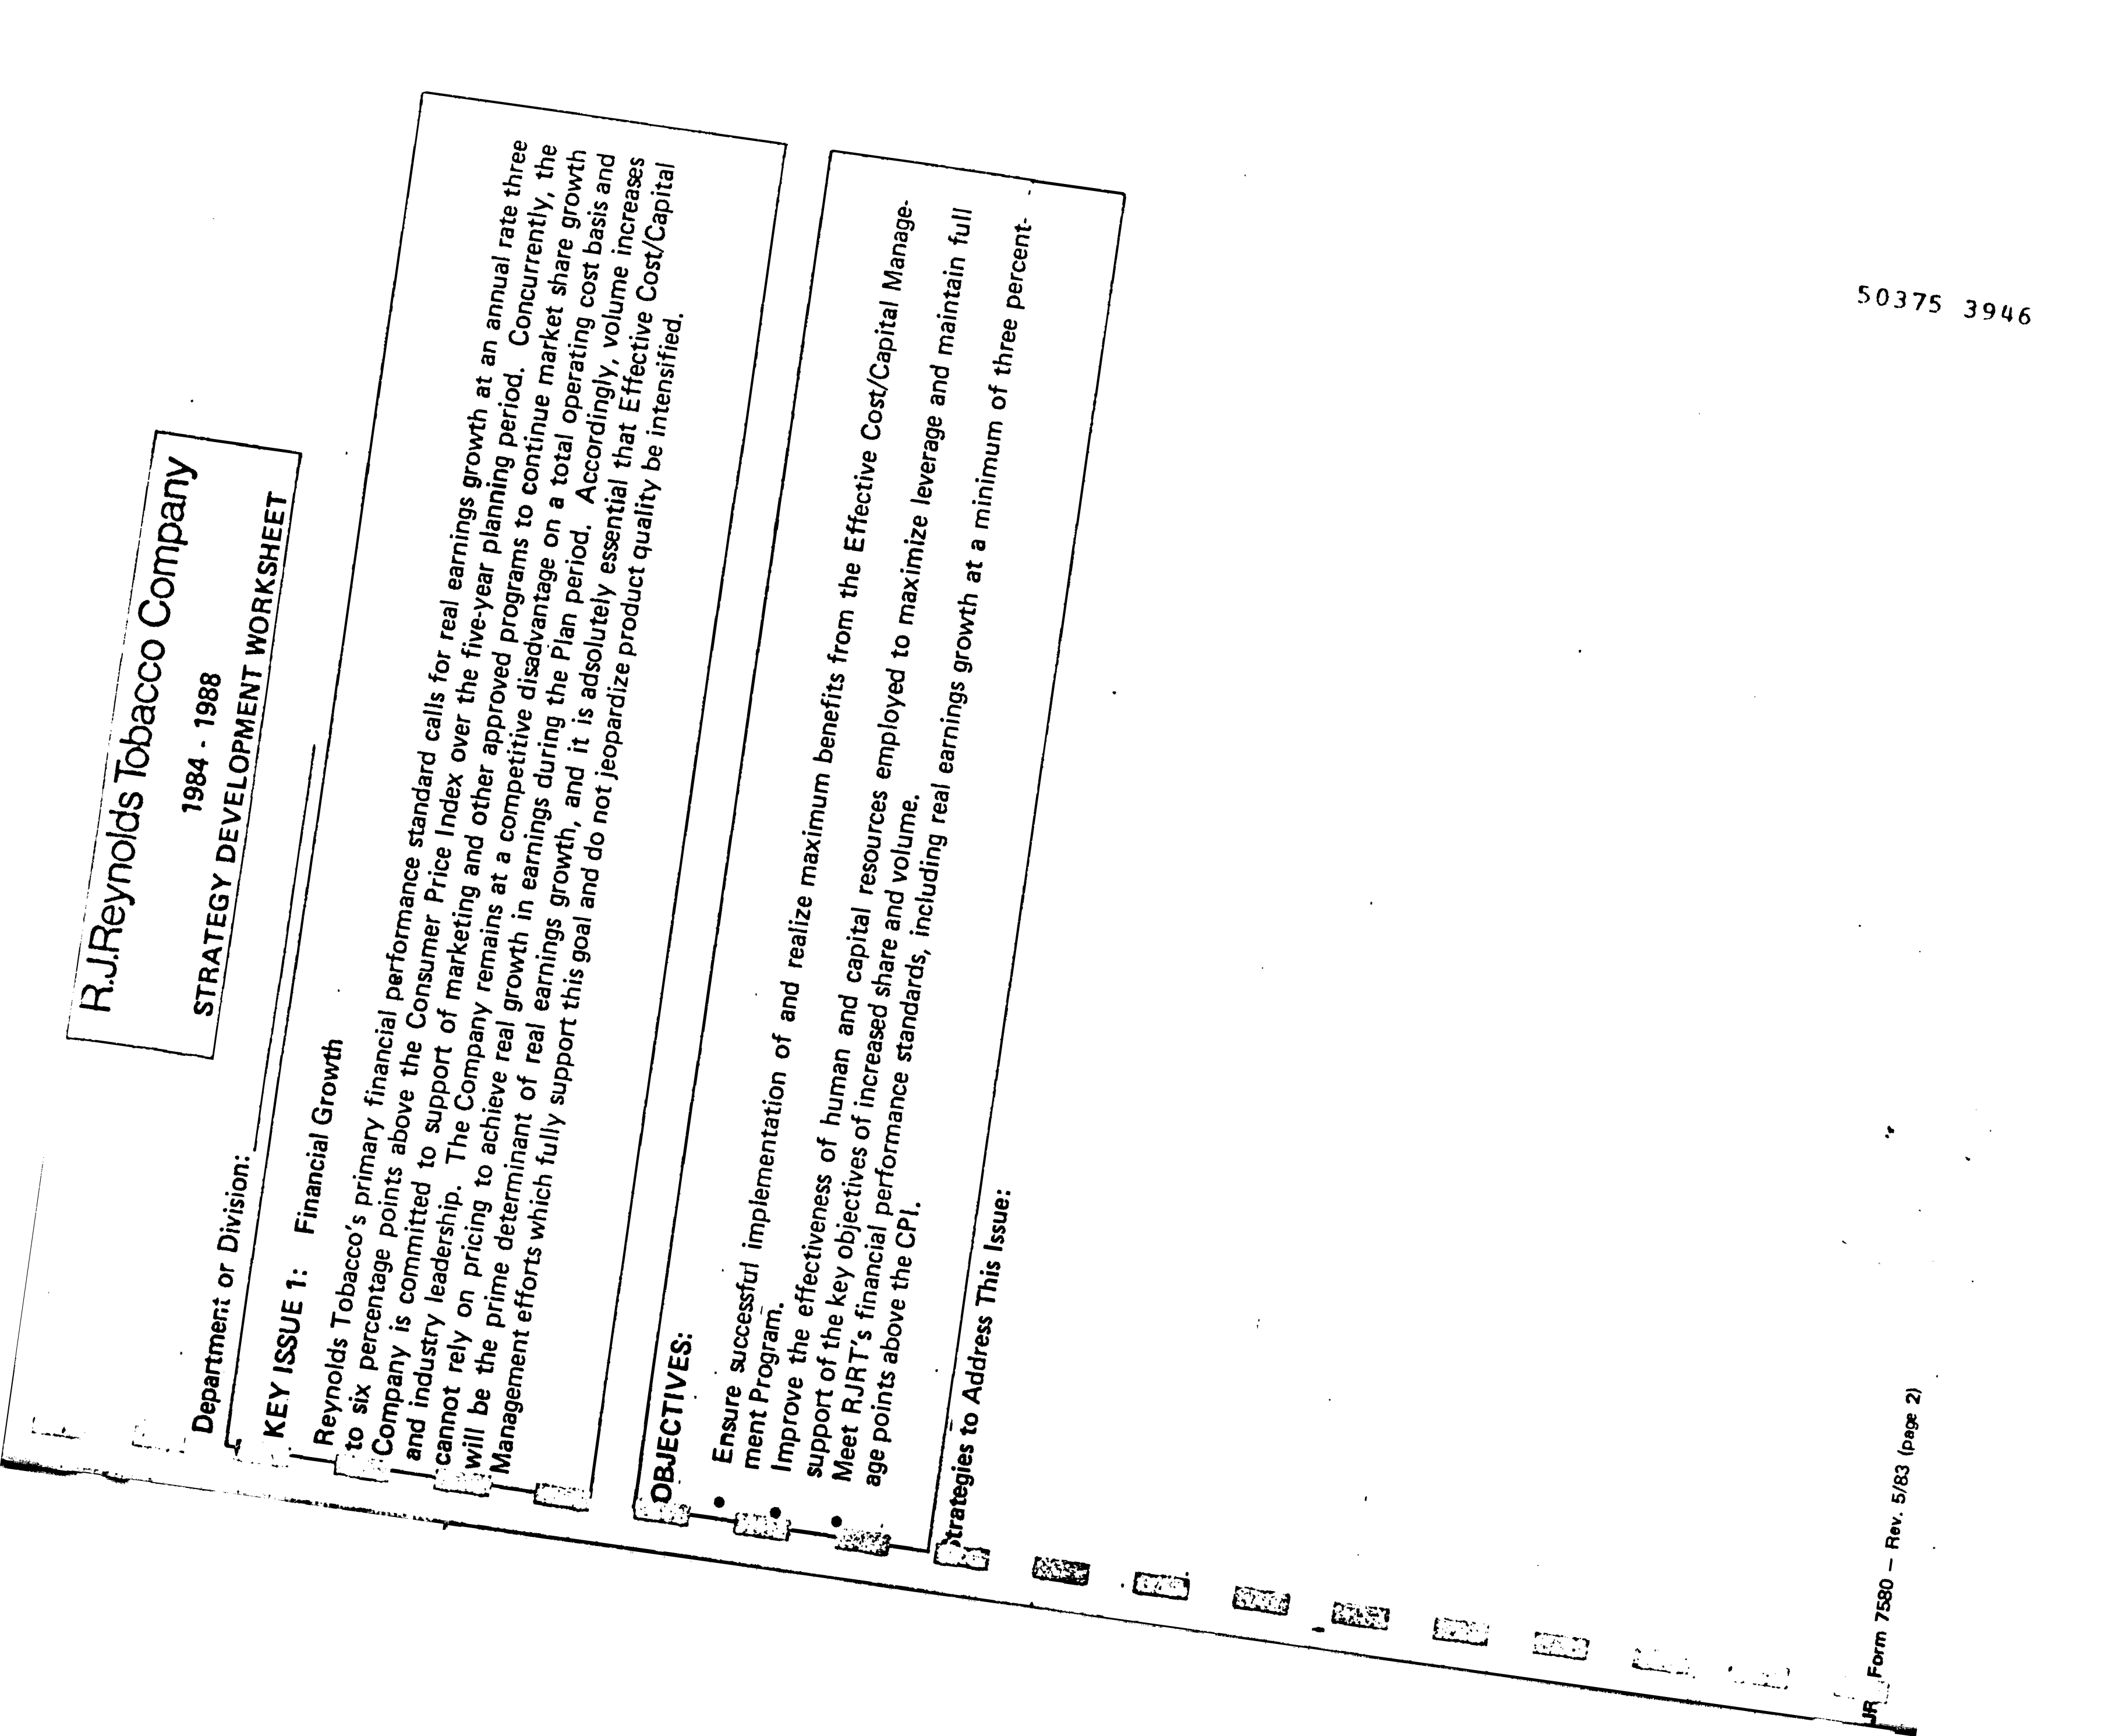 R.J.Reynolds Tobacco Company
1984 - 1988
STRATEGY DEVELOPMENT WORKSHEET
Department or Division:
KEY ISSUE 1: Financial Growth
Reynolds Tobacco's primary financial performance standard calls for real earnings growth at an annual rate three
to six percentage points above the Consumer Price Index over the five-year planning period. Concurrently, the
Company is committed to support of marketing and other approved programs to continue market share growth
and industry leadership. The Company remains at a competitive disadvantage on a total operating cost basis and
cannot rely on pricing to achieve real growth in earnings during the Plan period. Accordingly, volume increases
will be the prime determinant of real earnings growth, and it is adsolutely essential that Effective Cost/Capital
Management efforts which fully support this goal and do not jeopardize product quality be intensified.
OBJECTIVES:
• Ensure successful implementation of and realize maximum benefits from the Effective Cost/Capital Manage-
ment Program.
• Improve the effectiveness of human and capital resources employed to maximize leverage and maintain full
support of the key objectives of increased share and volume.
• Meet RJRT's financial performance standards, including real earnings growth at a minimum of three percent-
age points above the CPI.
Strategies to Address This Issue:
JR Form 7580 — Rev. 5/83 (page 2)
50375 3946